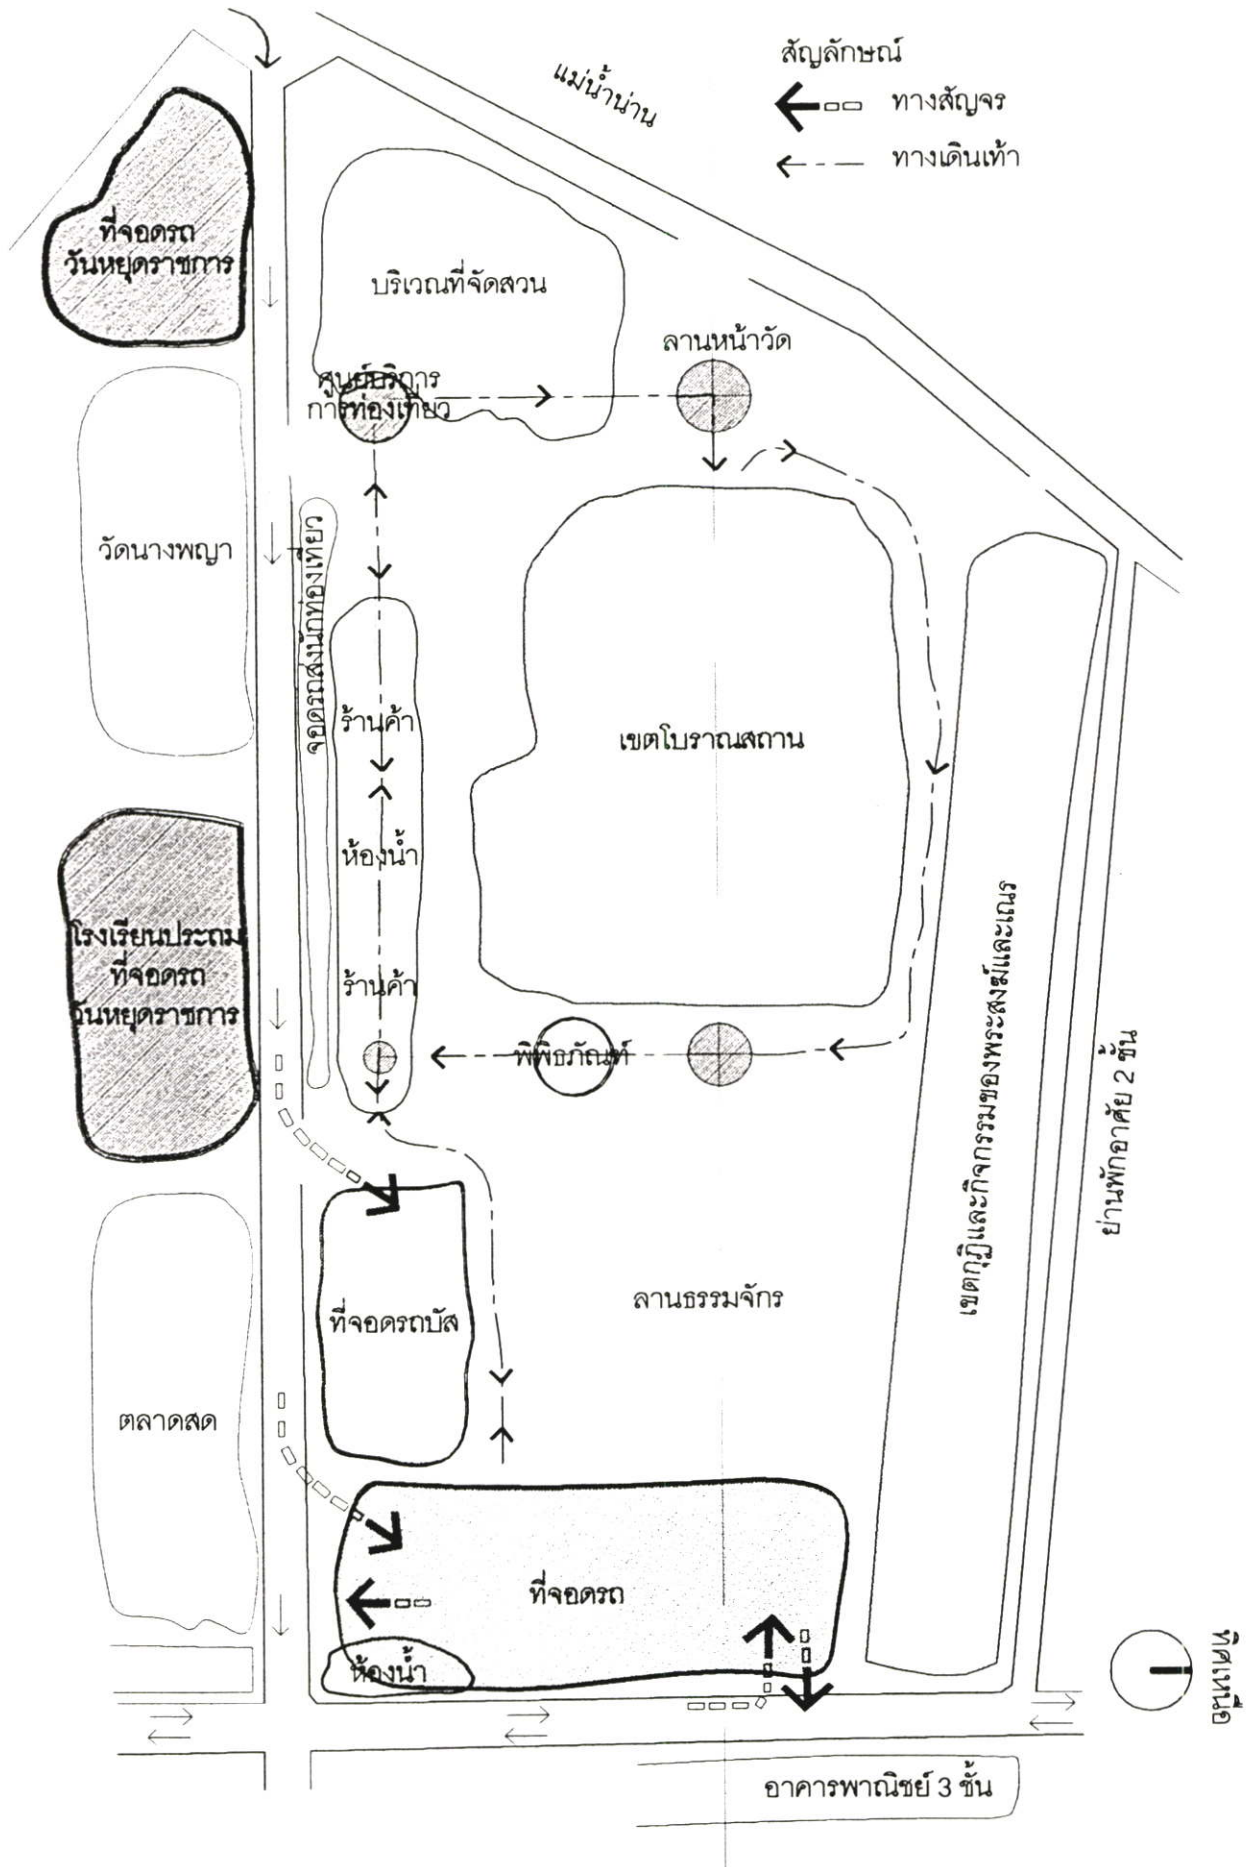 สัญลักษณ์
ทางสัญจร
ทางเดินเท้า
แม่น้ำน่าน
ที่จอดรถ
วันหยุดราชการ
บริเวณที่จัดสวน
ลานหน้าวัด
ศูนย์บริการ
การท่องเที่ยว
วัดนางพญา
จอดรถส่งนักท่องเที่ยว
ร้านค้า
เขตโบราณสถาน
ห้องน้ำ
โรงเรียนประถม
ที่จอดรถ
วันหยุดราชการ
ร้านค้า
พิพิธภัณฑ์
เขตกุฏิและกิจกรรมของพระสงฆ์และเณร
ย่านพักอาศัย 2 ชั้น
ที่จอดรถบัส
ลานธรรมจักร
ตลาดสด
ที่จอดรถ
ห้องน้ำ
ทิศเหนือ
อาคารพาณิชย์ 3 ชั้น